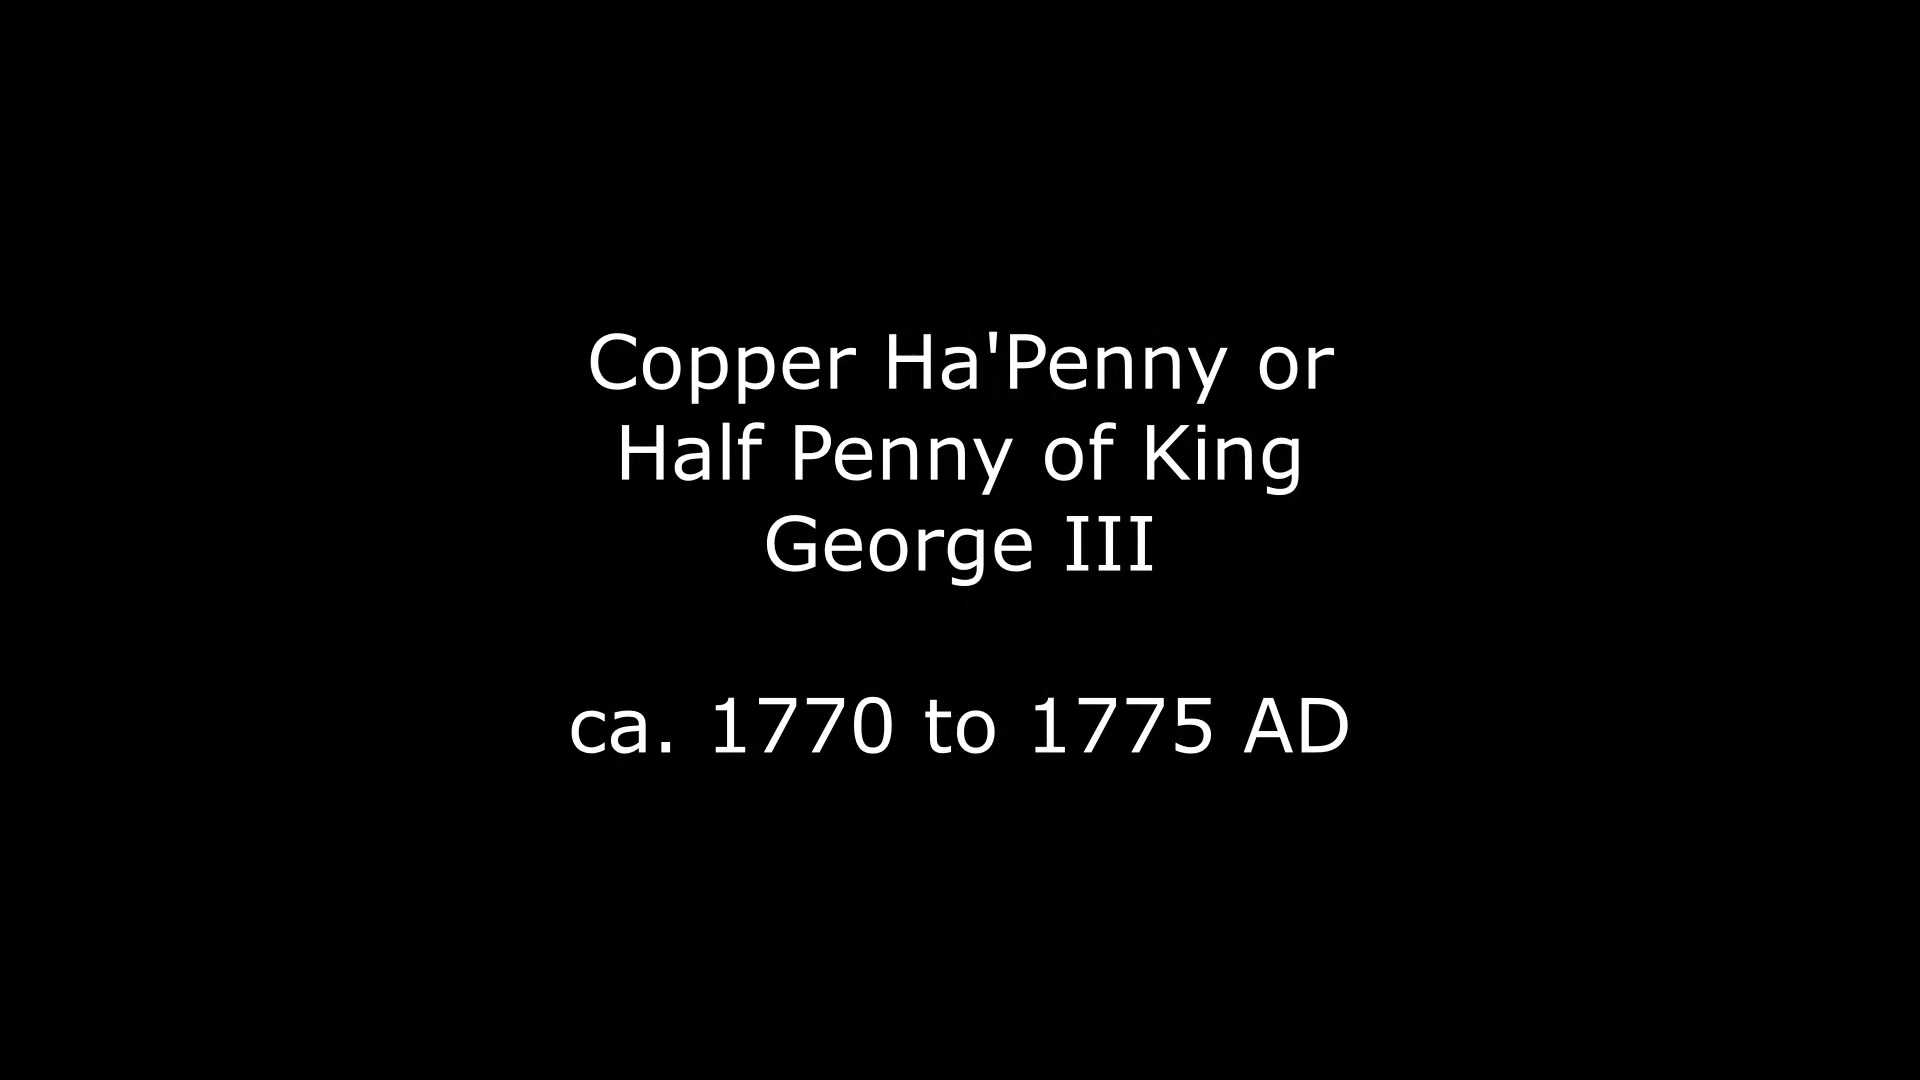 Copper Ha'Penny or
Half Penny of King
George III
ca. 1770 to 1775 AD